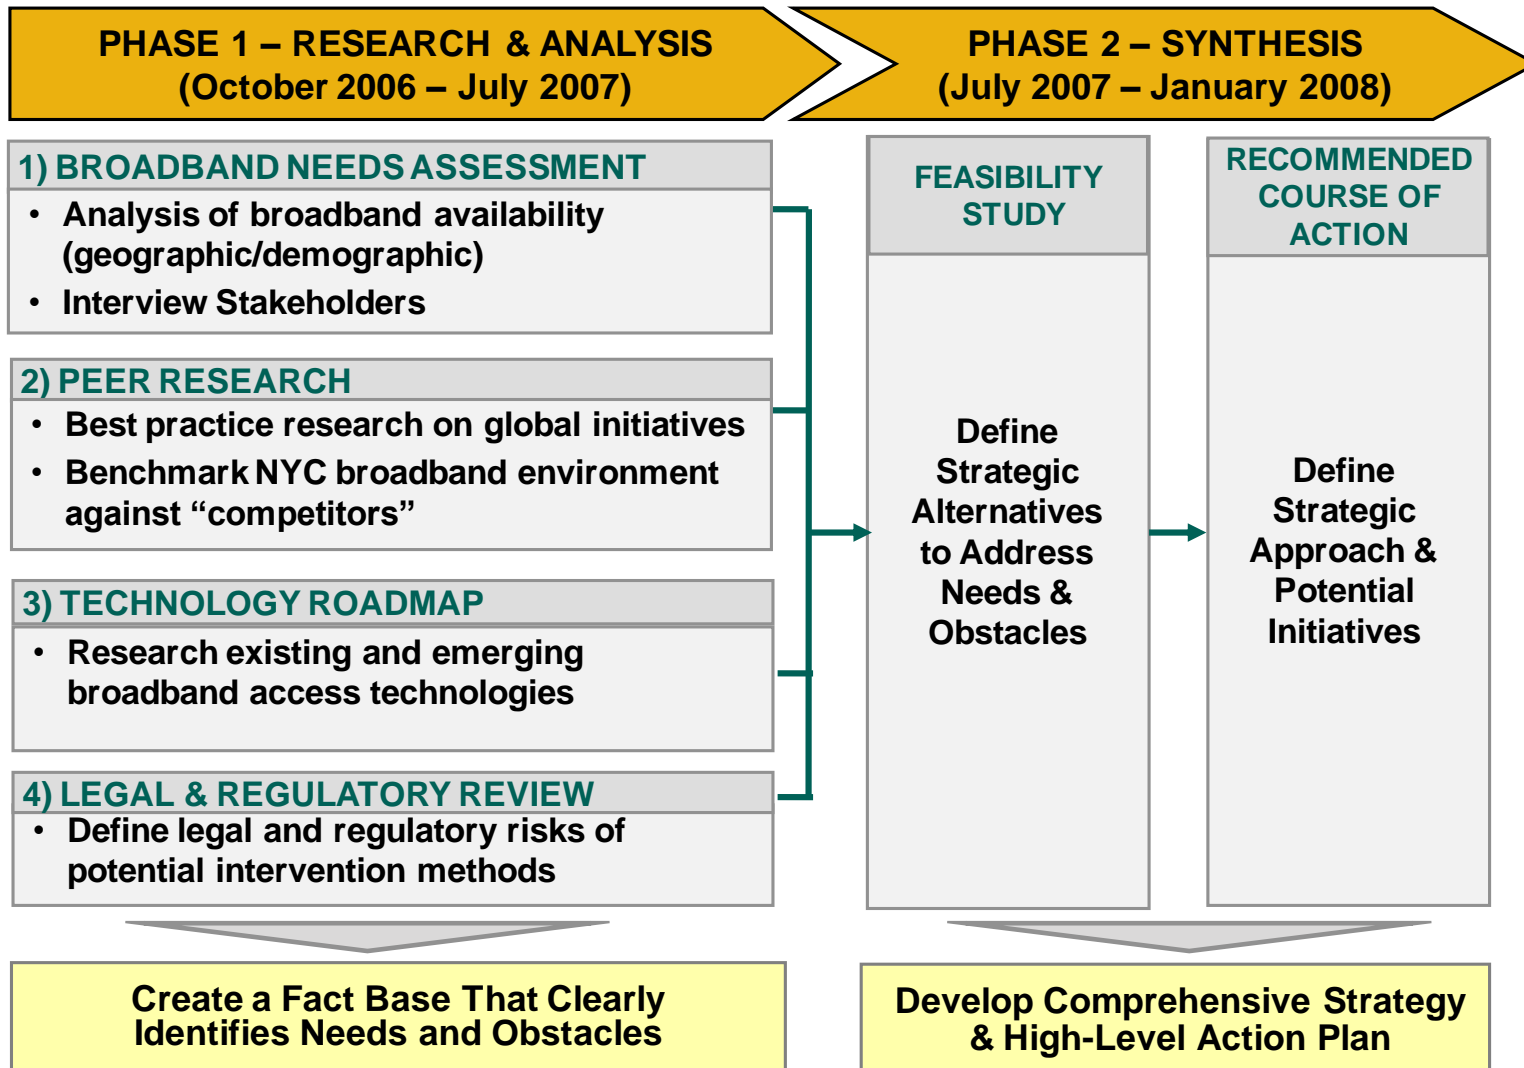 PHASE 1 – RESEARCH & ANALYSIS
(October 2006 – July 2007)
PHASE 2 – SYNTHESIS
(July 2007 – January 2008)
1) BROADBAND NEEDS ASSESSMENT
• Analysis of broadband availability
(geographic/demographic)
• Interview Stakeholders
2) PEER RESEARCH
• Best practice research on global initiatives
• Benchmark NYC broadband environment
against “competitors”
3) TECHNOLOGY ROADMAP
• Research existing and emerging
broadband access technologies
4) LEGAL & REGULATORY REVIEW
• Define legal and regulatory risks of
potential intervention methods
FEASIBILITY
STUDY
Define
Strategic
Alternatives
to Address
Needs &
Obstacles
RECOMMENDED
COURSE OF
ACTION
Define
Strategic
Approach &
Potential
Initiatives
Create a Fact Base That Clearly
Identifies Needs and Obstacles
Develop Comprehensive Strategy
& High-Level Action Plan